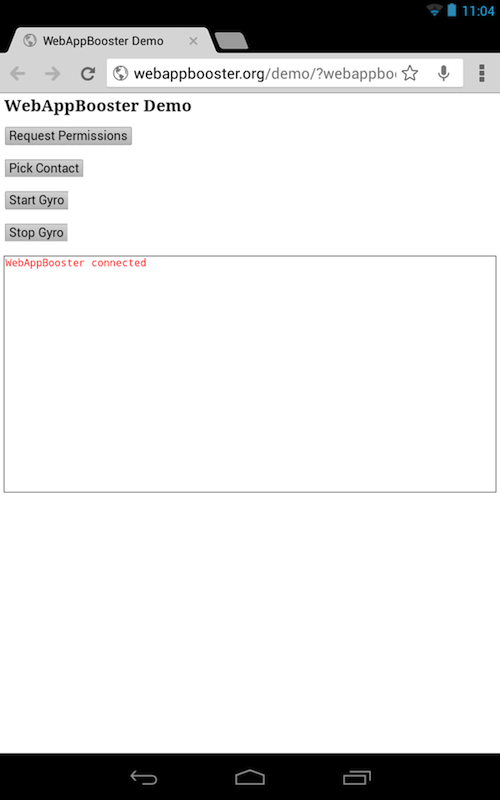 11:04
WebAppBooster Demo
webappbooster.org/demo/?webappbo
WebAppBooster Demo
Request Permissions
Pick Contact
Start Gyro
Stop Gyro
WebAppBooster connected